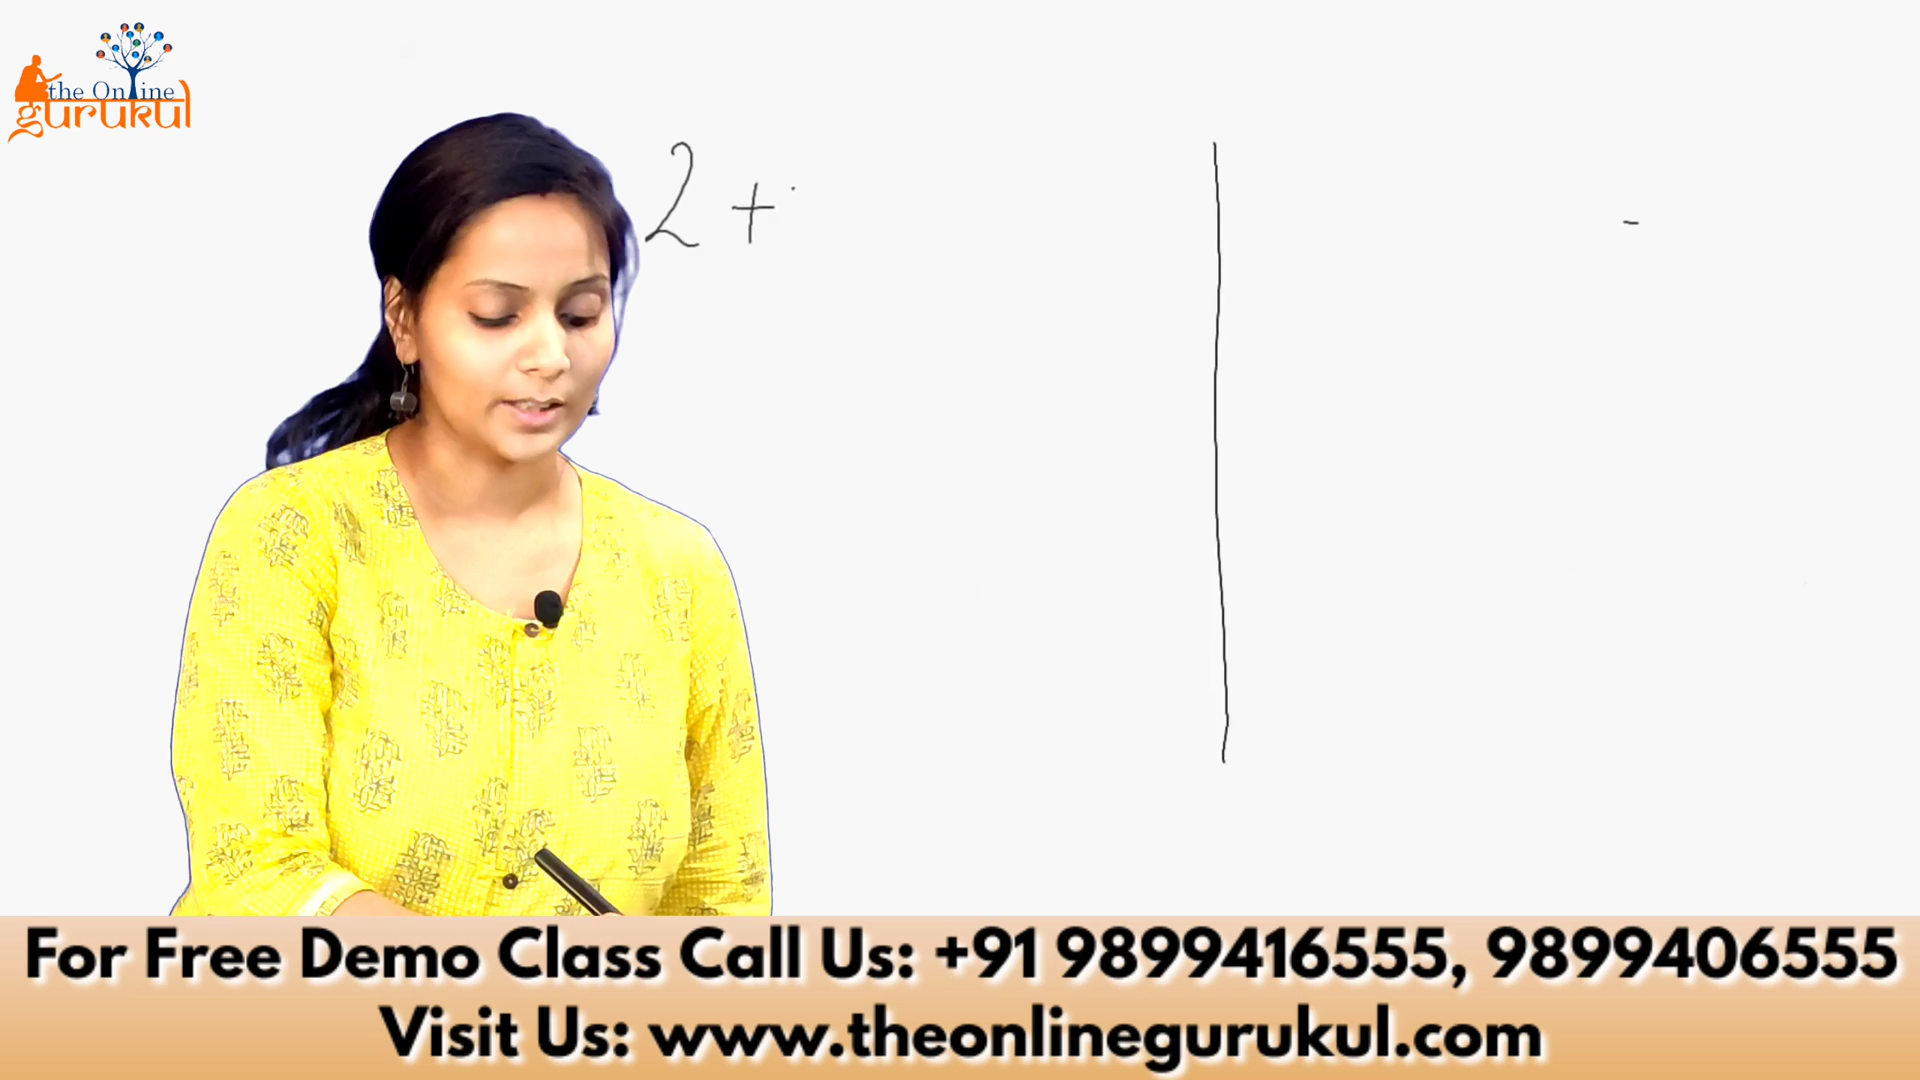 the Online
gurukul
2 +
-
For Free Demo Class Call Us: +91 9899416555, 9899406555
Visit Us: www.theonlinegurukul.com